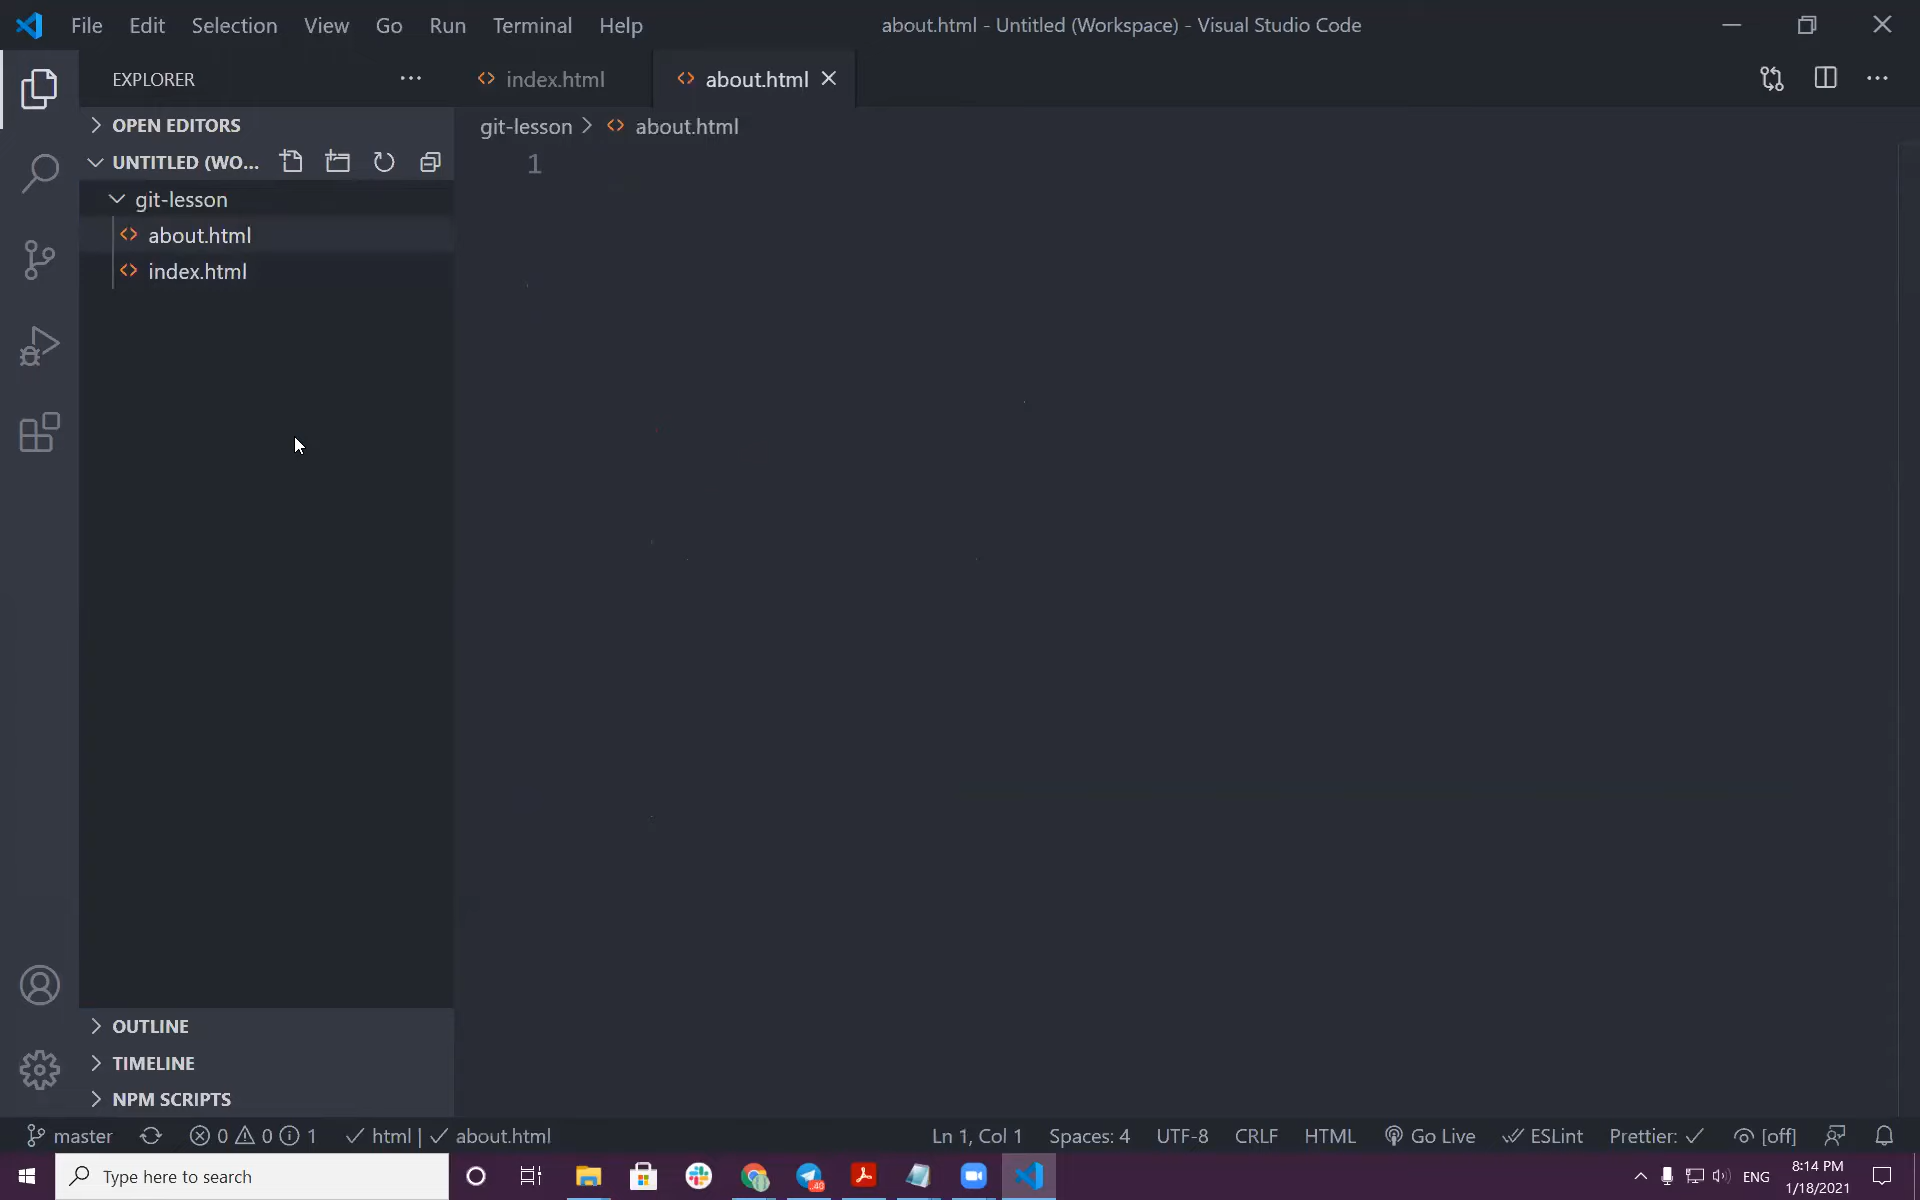 File Edit Selection View Go Run Terminal Help
about.html - Untitled (Workspace) - Visual Studio Code
EXPLORER
index.html
about.html
OPEN EDITORS
git-lesson > about.html
UNTITLED (WO...
1
git-lesson
about.html
index.html
OUTLINE
TIMELINE
NPM SCRIPTS
master 0 0 1 html | about.html
Ln 1, Col 1 Spaces: 4 UTF-8 CRLF HTML Go Live ESLint Prettier: [off]
Type here to search
ENG
8:14 PM
1/18/2021